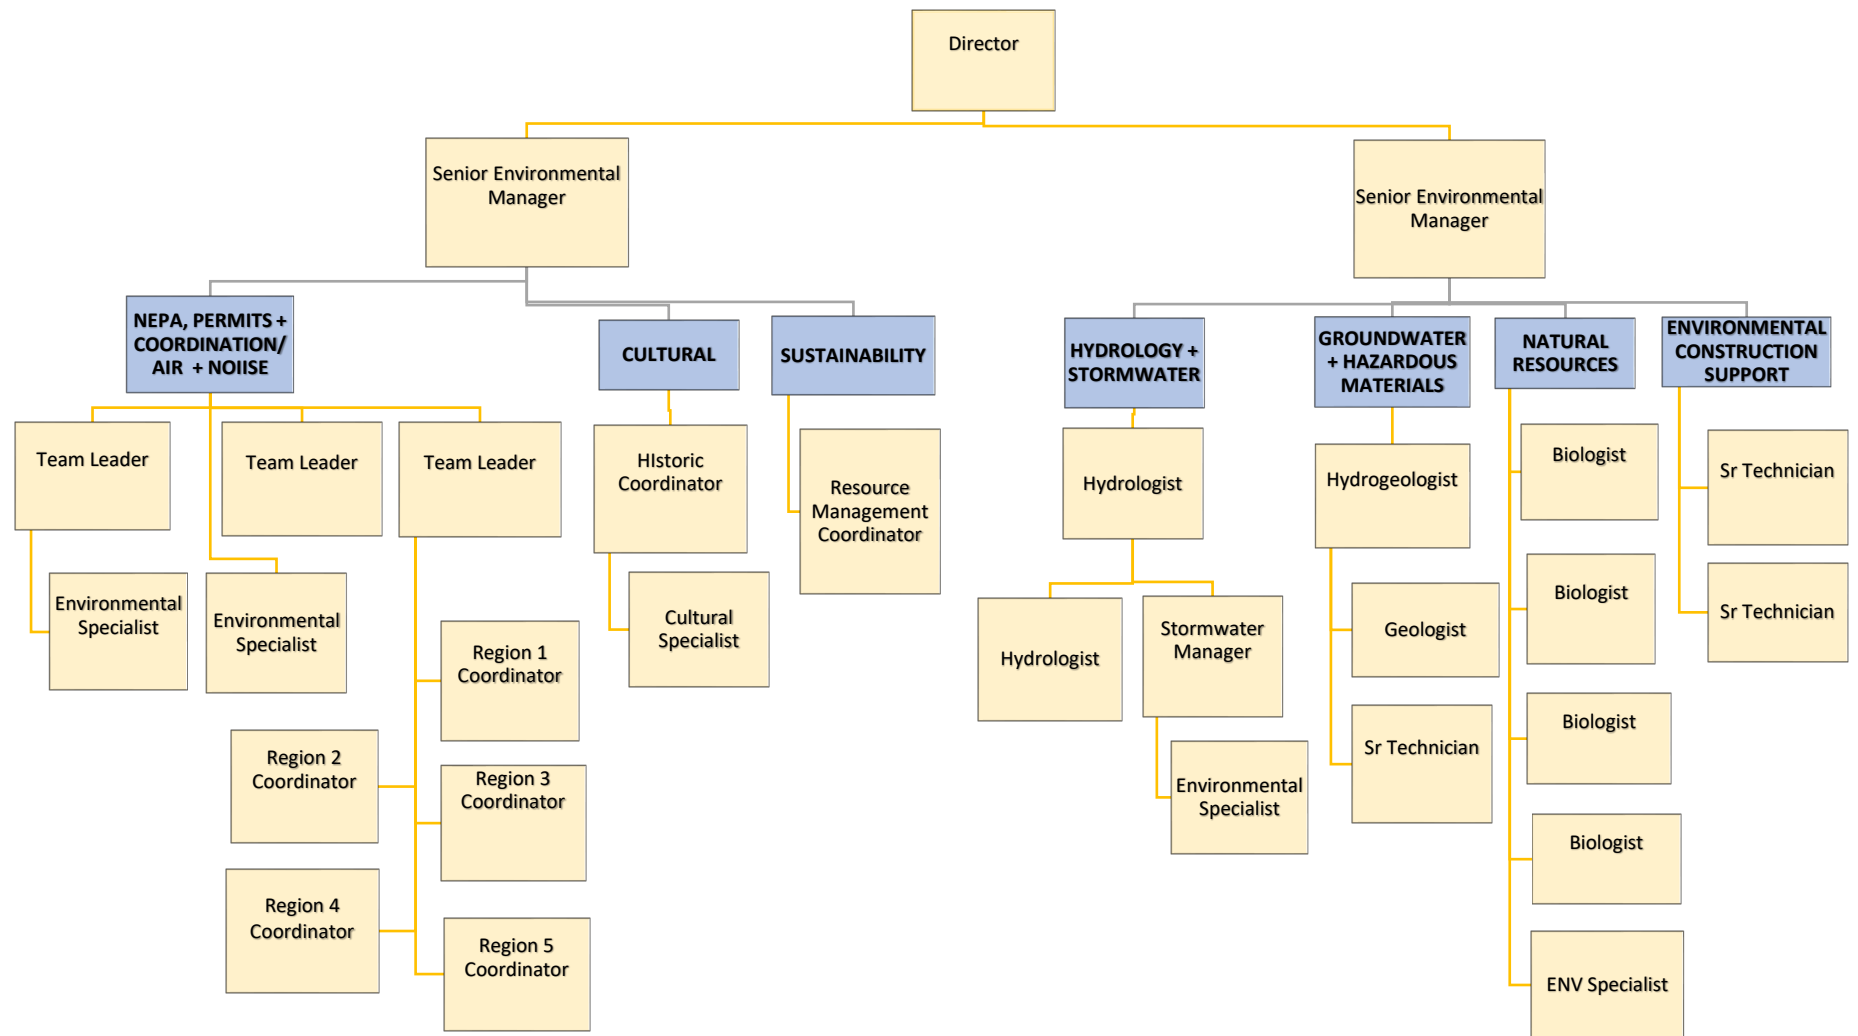 Director
Senior Environmental
Manager
Senior Environmental
Manager
NEPA, PERMITS +
COORDINATION/
AIR + NOIISE
CULTURAL
SUSTAINABILITY
HYDROLOGY +
STORMWATER
GROUNDWATER
+ HAZARDOUS
MATERIALS
NATURAL
RESOURCES
ENVIRONMENTAL
CONSTRUCTION
SUPPORT
Team Leader
Team Leader
Team Leader
HIstoric
Coordinator
Resource
Management
Coordinator
Hydrologist
Hydrogeologist
Biologist
Sr Technician
Environmental
Specialist
Environmental
Specialist
Cultural
Specialist
Hydrologist
Stormwater
Manager
Geologist
Biologist
Sr Technician
Region 1
Coordinator
Region 2
Coordinator
Region 3
Coordinator
Environmental
Specialist
Sr Technician
Biologist
Biologist
Region 4
Coordinator
Region 5
Coordinator
ENV Specialist